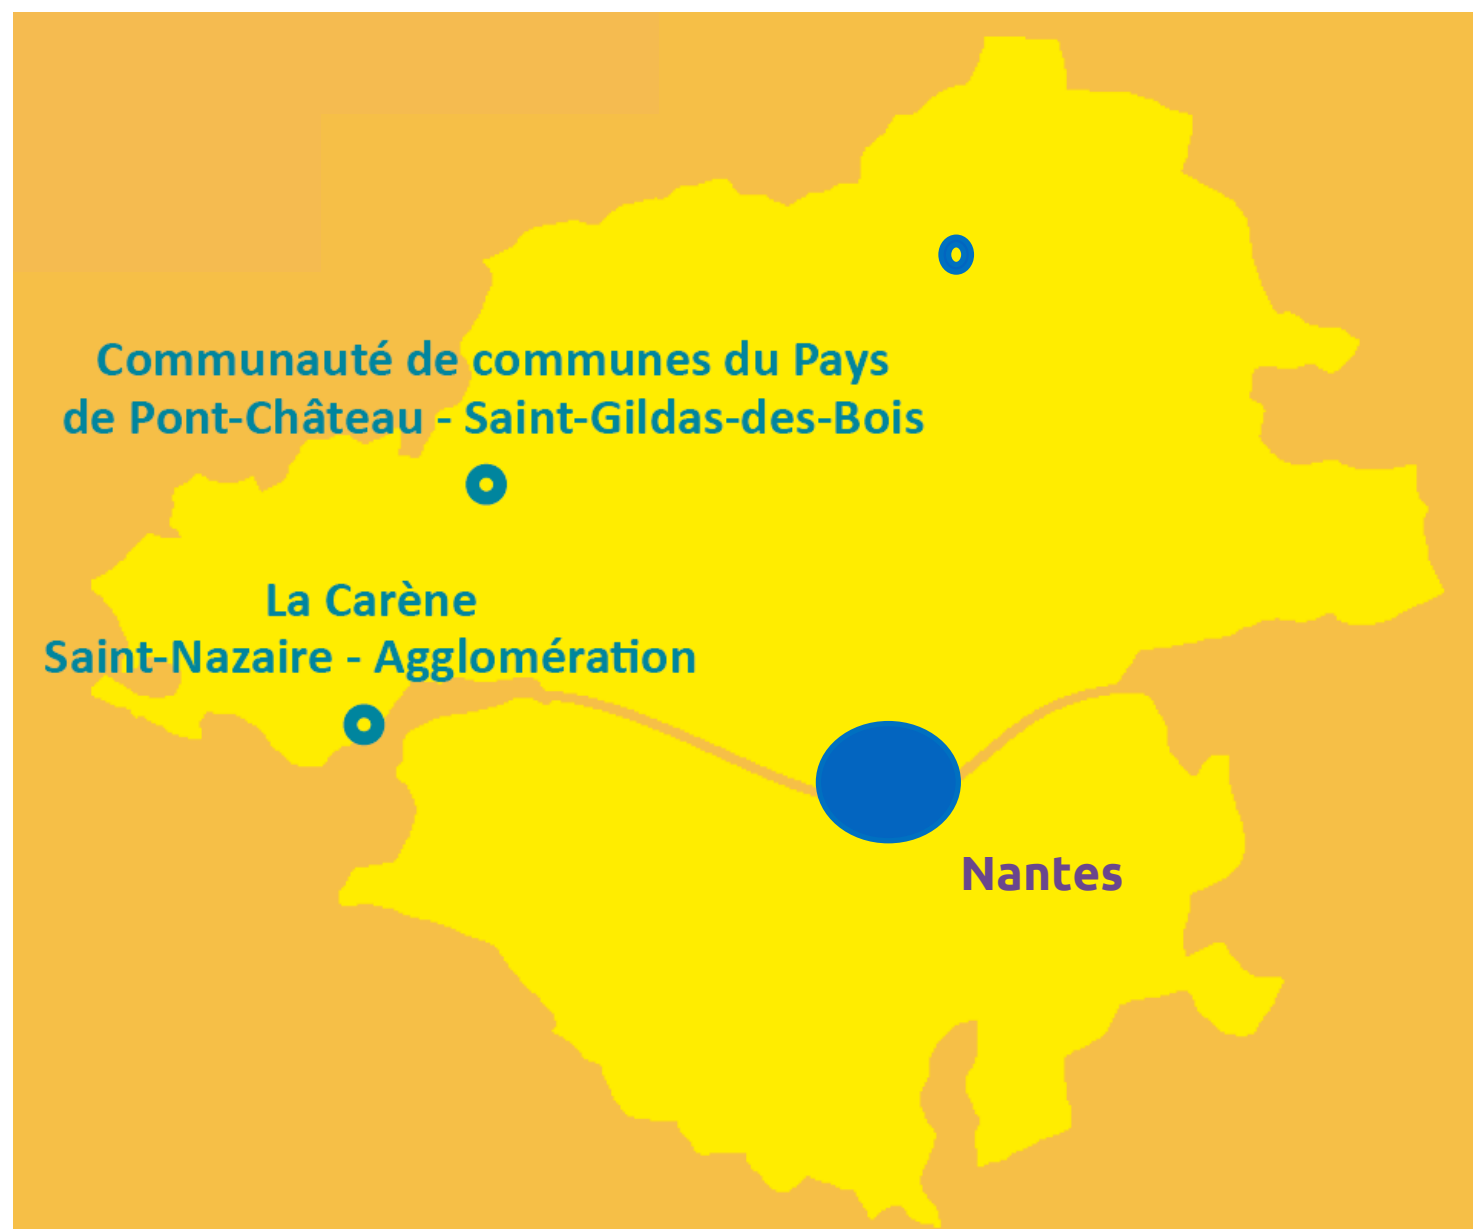 Communauté de communes du Pays
de Pont-Château - Saint-Gildas-des-Bois
La Carène
Saint-Nazaire - Agglomération
Nantes